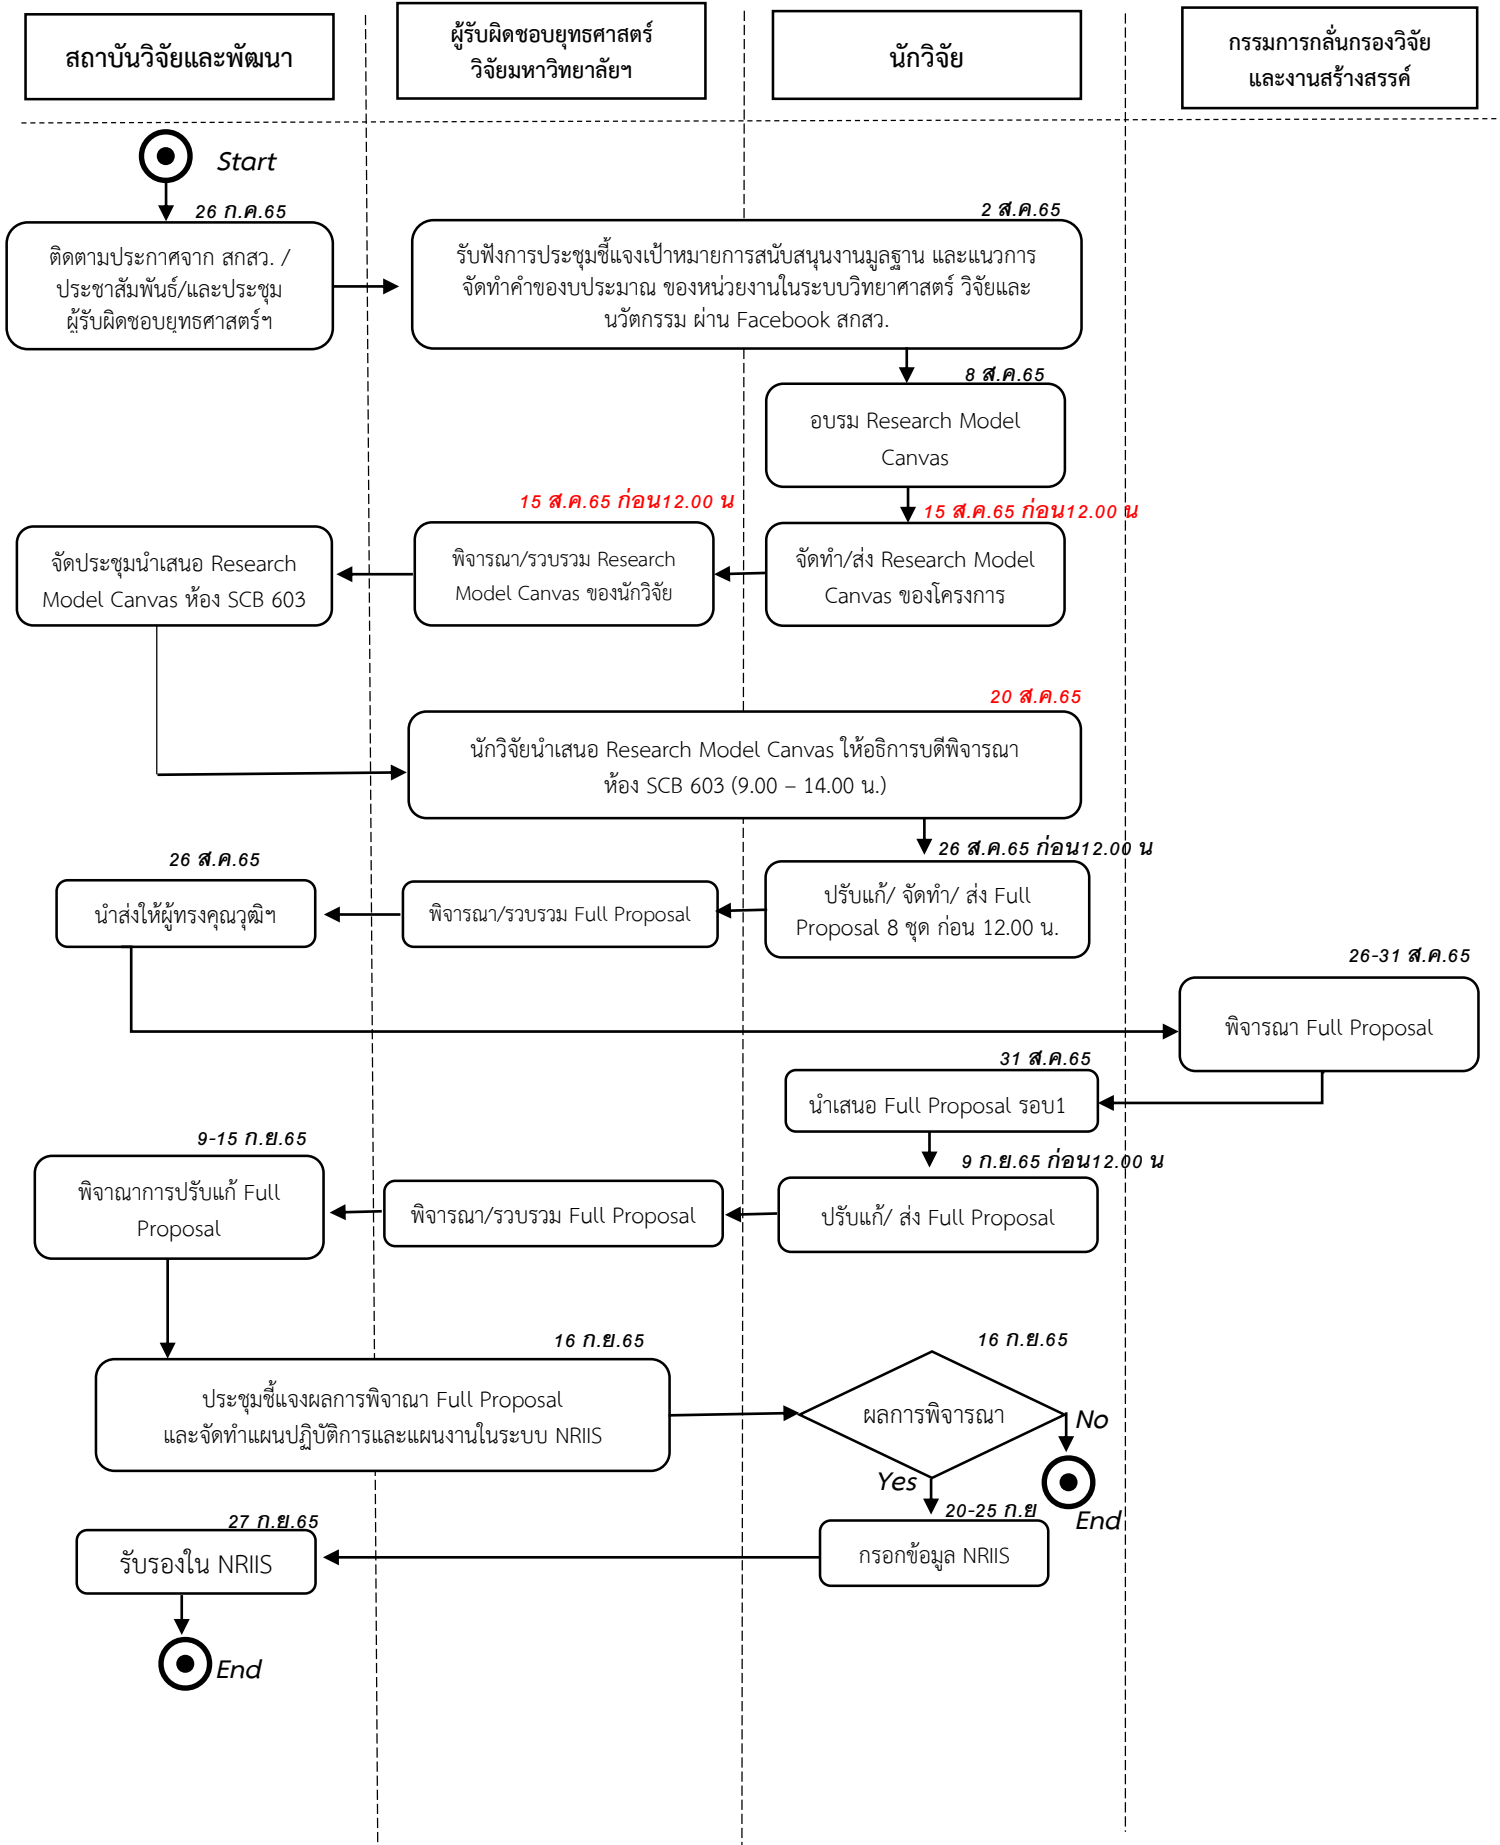 สถาบันวิจัยและพัฒนา
ผู้รับผิดชอบยุทธศาสตร์
วิจัยมหาวิทยาลัยฯ
นักวิจัย
กรรมการกลั่นกรองวิจัย
และงานสร้างสรรค์
Start
26 ก.ค.65
ติดตามประกาศจาก สกสว. /
ประชาสัมพันธ์/และประชุม
ผู้รับผิดชอบยุทธศาสตร์ฯ
2 ส.ค.65
รับฟังการประชุมชี้แจงเป้าหมายการสนับสนุนงานมูลฐาน และแนวการ
จัดทำคำของบประมาณ ของหน่วยงานในระบบวิทยาศาสตร์ วิจัยและ
นวัตกรรม ผ่าน Facebook สกสว.
8 ส.ค.65
อบรม Research Model
Canvas
15 ส.ค.65 ก่อน12.00 น
จัดทำ/ส่ง Research Model
Canvas ของโครงการ
15 ส.ค.65 ก่อน12.00 น
พิจารณา/รวบรวม Research
Model Canvas ของนักวิจัย
จัดประชุมนำเสนอ Research
Model Canvas ห้อง SCB 603
20 ส.ค.65
นักวิจัยนำเสนอ Research Model Canvas ให้อธิการบดีพิจารณา
ห้อง SCB 603 (9.00 – 14.00 น.)
26 ส.ค.65 ก่อน12.00 น
ปรับแก้/ จัดทำ/ ส่ง Full
Proposal 8 ชุด ก่อน 12.00 น.
พิจารณา/รวบรวม Full Proposal
26 ส.ค.65
นำส่งให้ผู้ทรงคุณวุฒิฯ
26-31 ส.ค.65
พิจารณา Full Proposal
31 ส.ค.65
นำเสนอ Full Proposal รอบ1
9 ก.ย.65 ก่อน12.00 น
ปรับแก้/ ส่ง Full Proposal
พิจารณา/รวบรวม Full Proposal
9-15 ก.ย.65
พิจาณาการปรับแก้ Full
Proposal
16 ก.ย.65
ประชุมชี้แจงผลการพิจาณา Full Proposal
และจัดทำแผนปฏิบัติการและแผนงานในระบบ NRIIS
16 ก.ย.65
ผลการพิจารณา
No
End
Yes
20-25 ก.ย
กรอกข้อมูล NRIIS
27 ก.ย.65
รับรองใน NRIIS
End